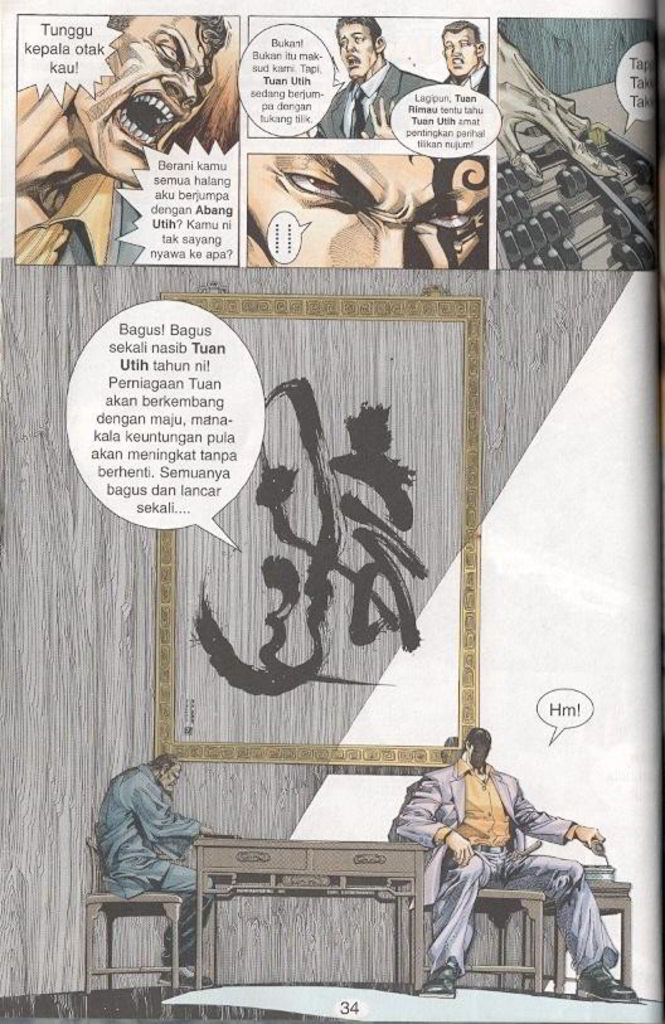 Tunggu
kepala otak
kau!
Berani kamu
semua halang
aku berjumpa
dengan Abang
Utih? Kamu ni
tak sayang
nyawa ke apa?
Bukan!
Bukan itu mak-
sud kami. Tapi,
Tuan Utih
sedang berjum-
pa dengan
tukang tilik.
Lagipun, Tuan
Rimau tentu tahu
Tuan Utih amat
pentingkan perihal
tilikan nujum!
Bagus! Bagus
sekali nasib Tuan
Utih tahun ni!
Perniagaan Tuan
akan berkembang
dengan maju, mana-
kala keuntungan pula
akan meningkat tanpa
berhenti. Semuanya
bagus dan lancar
sekali....
Hm!
34